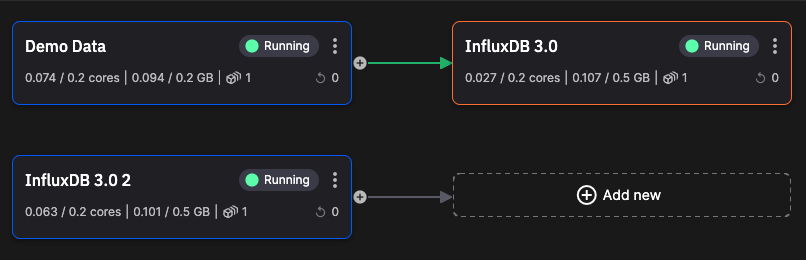 Demo Data Running
0.074 / 0.2 cores | 0.094 / 0.2 GB | 1 0
InfluxDB 3.0 Running
0.027 / 0.2 cores | 0.107 / 0.5 GB | 1 0
InfluxDB 3.0 2 Running
0.063 / 0.2 cores | 0.101 / 0.5 GB | 1 0
Add new